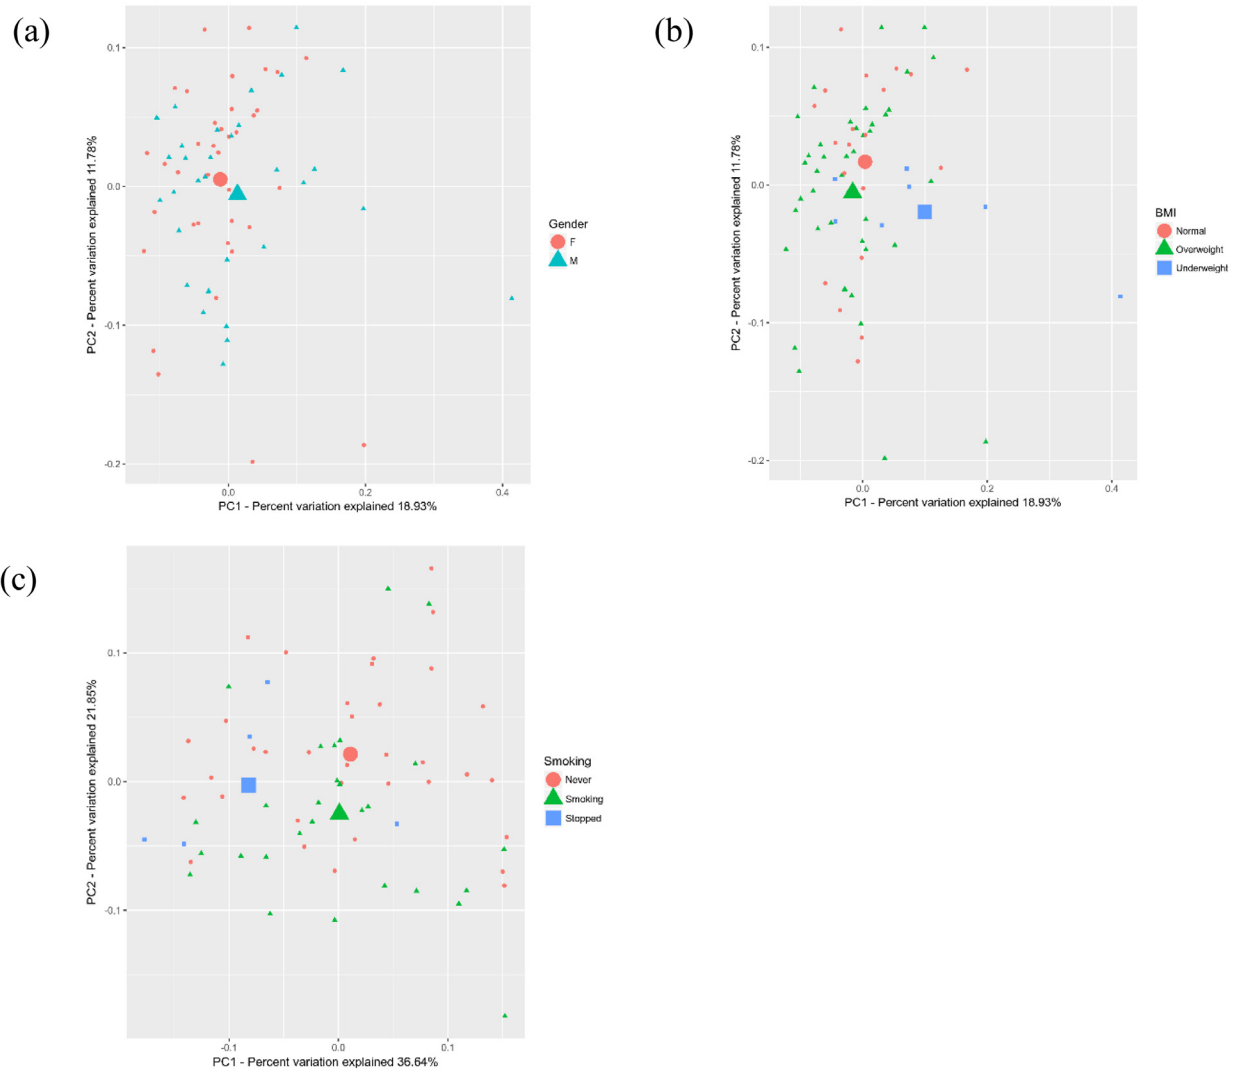 (a)
0.1
0.0
-0.1
-0.2
PC2 - Percent variation explained 11.78%
0.0
0.2
0.4
PC1 - Percent variation explained 18.93%
Gender
F
M
(b)
0.1
0.0
-0.1
-0.2
PC2 - Percent variation explained 11.78%
0.0
0.2
0.4
PC1 - Percent variation explained 18.93%
BMI
Normal
Overweight
Underweight
(c)
0.1
0.0
-0.1
PC2 - Percent variation explained 21.85%
-0.1
0.0
0.1
PC1 - Percent variation explained 36.64%
Smoking
Never
Smoking
Stopped